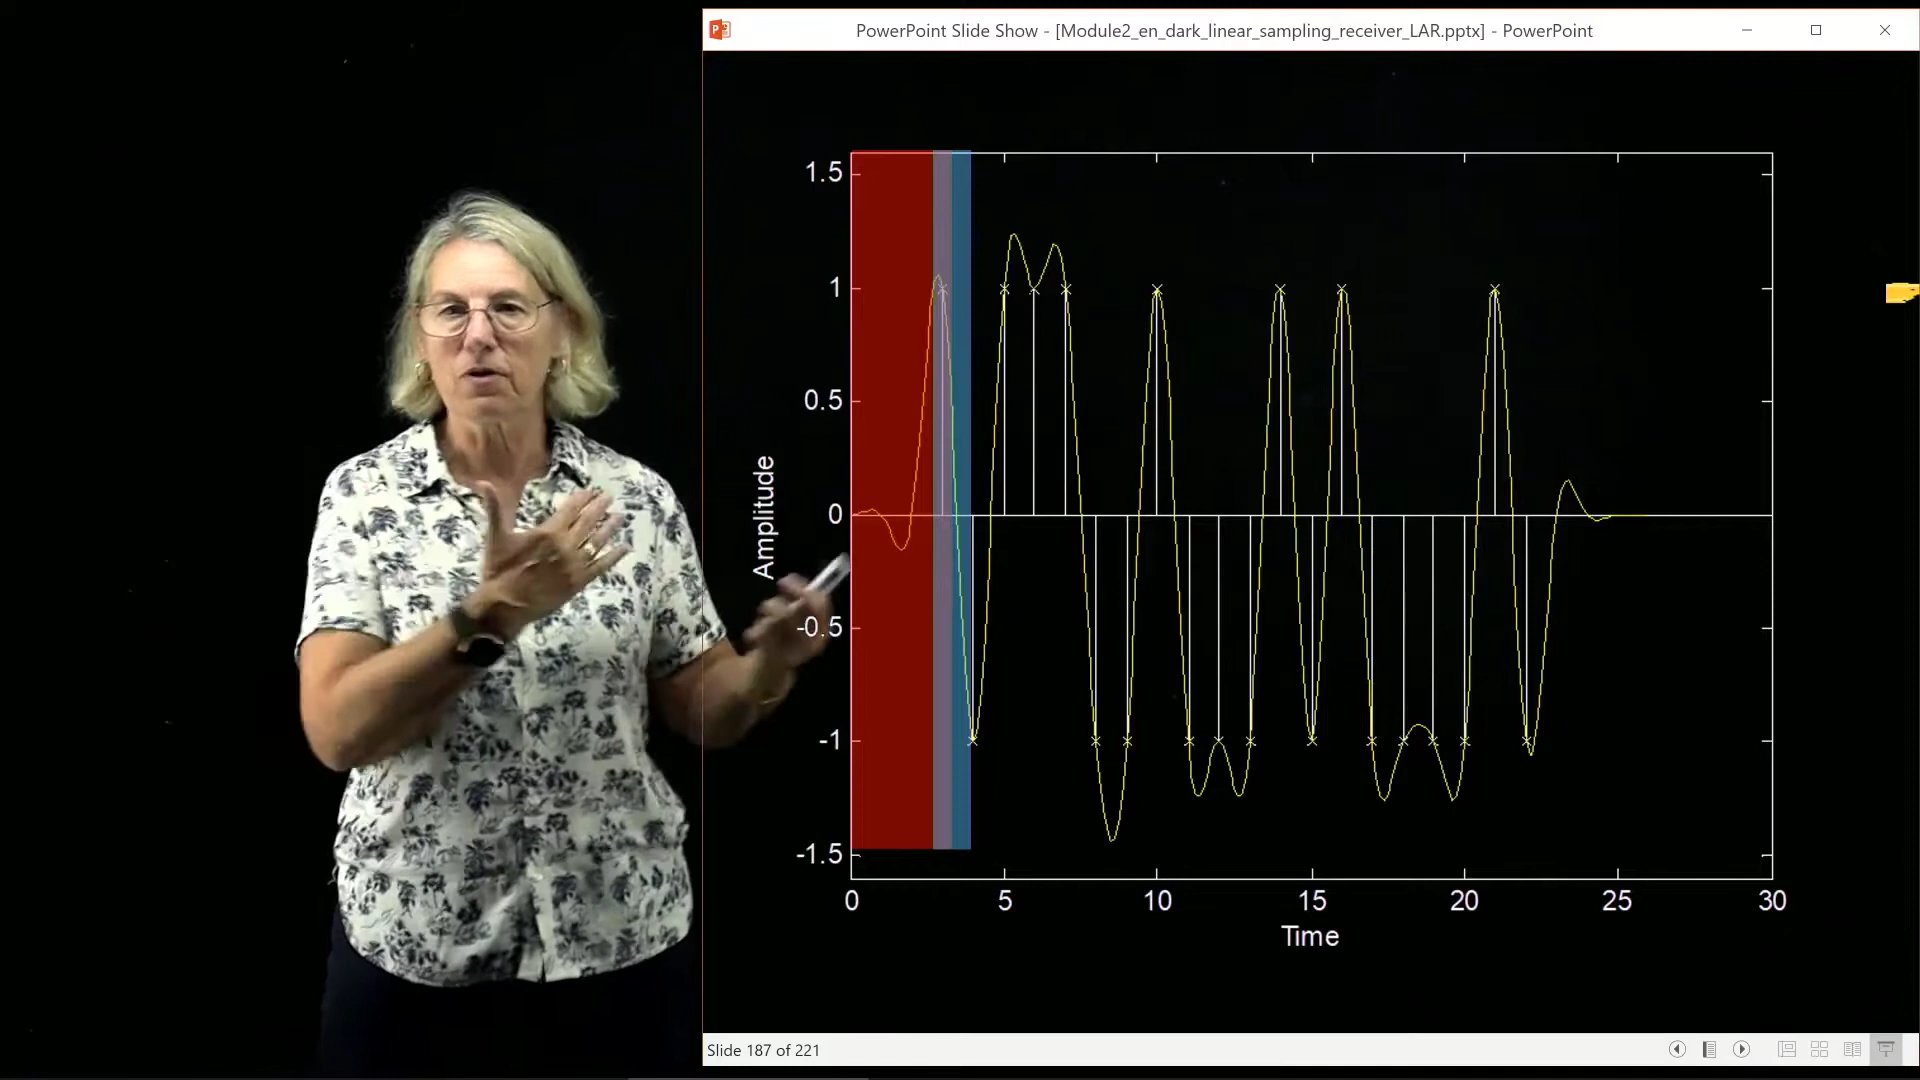 PowerPoint Slide Show - [Module2_en_dark_linear_sampling_receiver_LAR.pptx] - PowerPoint
1.5
1
0.5
0
-0.5
-1
-1.5
Amplitude
0 5 10 15 20 25 30
Time
Slide 187 of 221